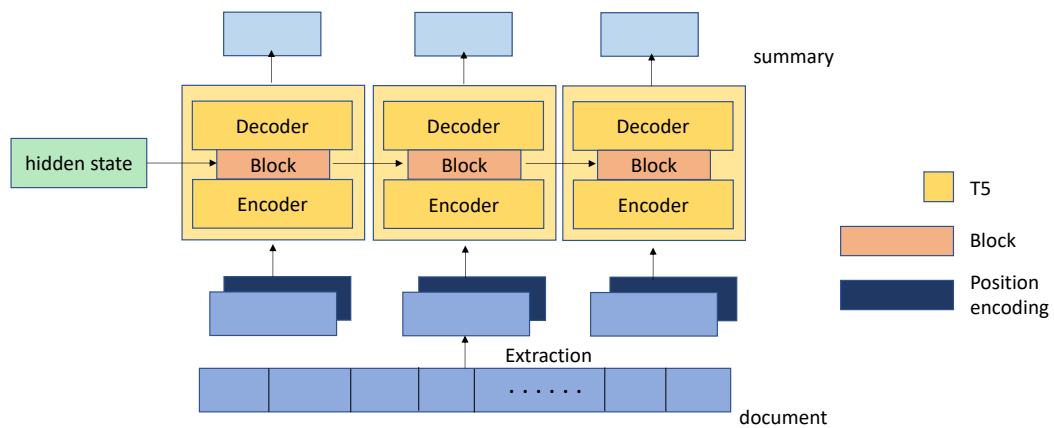 summary
Decoder
Decoder
Decoder
hidden state
Block
Block
Block
Encoder
Encoder
Encoder
T5
Block
Position
encoding
Extraction
. . . . . .
document